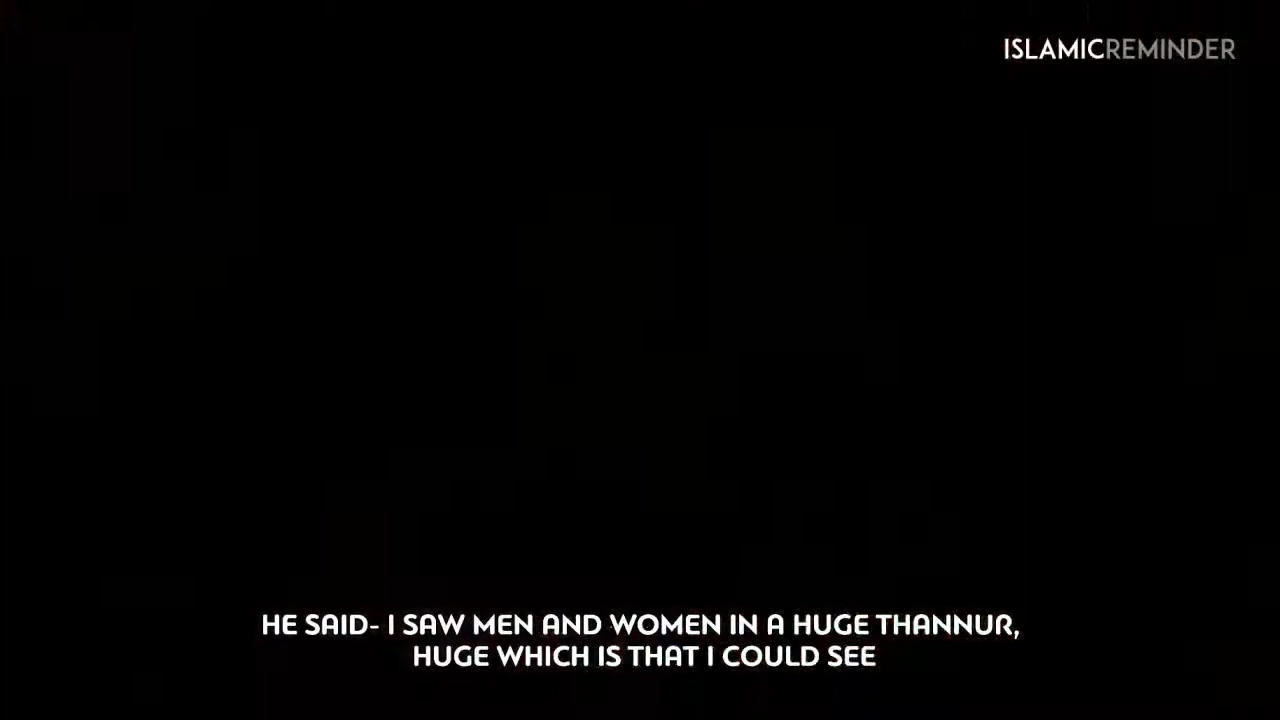 ISLAMICREMINDER
HE SAID- I SAW MEN AND WOMEN IN A HUGE THANNUR,
HUGE WHICH IS THAT I COULD SEE